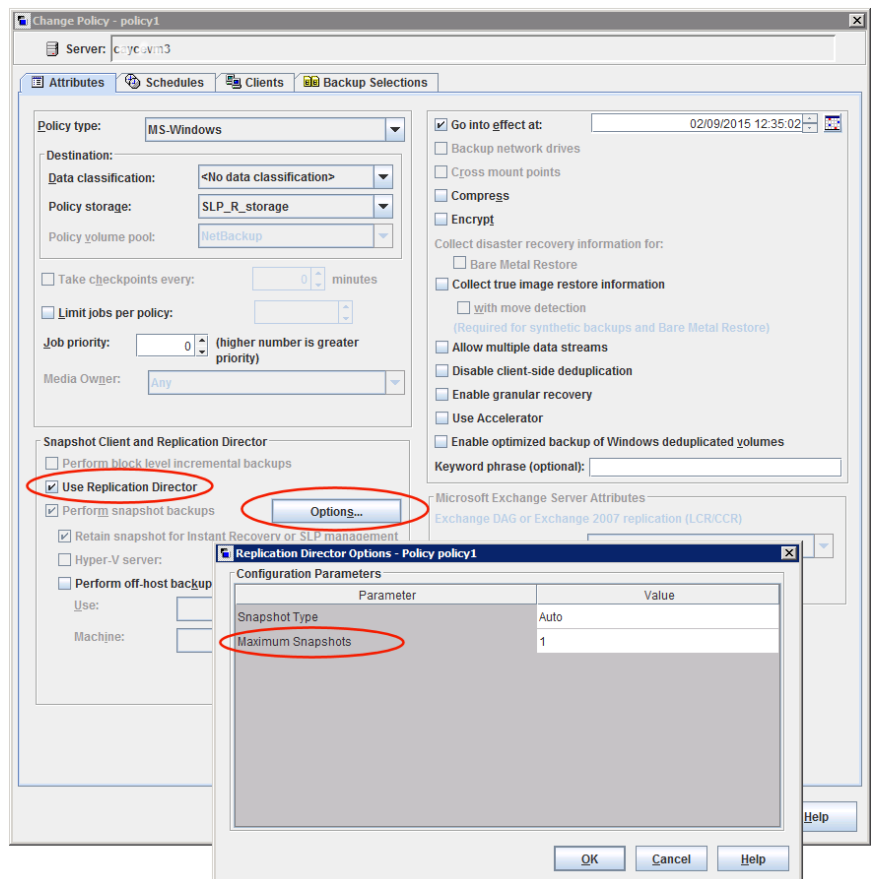 Change Policy - policy1
Server:
Attributes
Schedules
Clients
Backup Selections
Policy type: MS-Windows
Destination:
Data classification: <No data classification>
Policy storage: SLP_R_storage
Policy volume pool: NetBackup
Take checkpoints every: 0 minutes
Limit jobs per policy:
Job priority: 0 (higher number is greater
priority)
Media Owner: Any
Snapshot Client and Replication Director
Perform block level incremental backups
Use Replication Director
Perform snapshot backups Options...
Retain snapshot for Instant Recovery or SLP management
Hyper-V server:
Perform off-host backup
Use:
Machine:
Go into effect at: 02/09/2015 12:35:02
Backup network drives
Cross mount points
Compress
Encrypt
Collect disaster recovery information for:
Bare Metal Restore
Collect true image restore information
with move detection
(Required for synthetic backups and Bare Metal Restore)
Allow multiple data streams
Disable client-side deduplication
Enable granular recovery
Use Accelerator
Enable optimized backup of Windows deduplicated volumes
Keyword phrase (optional):
Microsoft Exchange Server Attributes
Exchange DAG or Exchange 2007 replication (LCR/CCR)
Help
Replication Director Options - Policy policy1
Configuration Parameters
Parameter Value
Snapshot Type Auto
Maximum Snapshots 1
OK Cancel Help